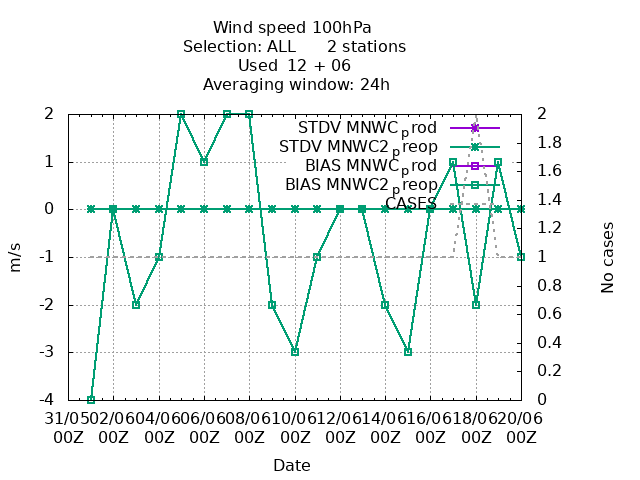 Wind speed 100hPa
Selection: ALL 2 stations
Used 12 + 06
Averaging window: 24h
STDV MNWC_prod
STDV MNWC2_preop
BIAS MNWC_prod
BIAS MNWC2_preop
CASES
2
1
0
-1
-2
-3
-4
m/s
2
1.8
1.6
1.4
1.2
1
0.8
0.6
0.4
0.2
0
No cases
31/05 02/06 04/06 06/06 08/06 10/06 12/06 14/06 16/06 18/06 20/06
00Z 00Z 00Z 00Z 00Z 00Z 00Z 00Z 00Z 00Z 00Z
Date